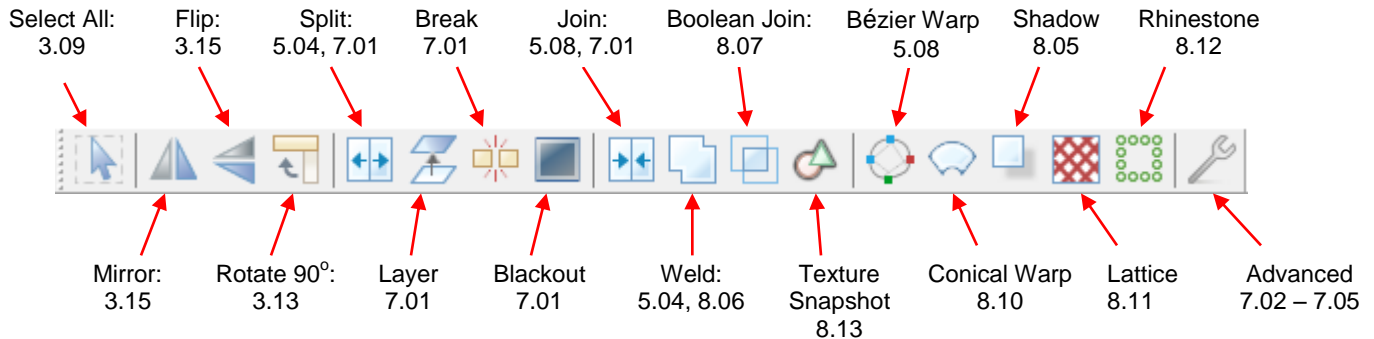 Select All:
3.09
Flip:
3.15
Split:
5.04, 7.01
Break
7.01
Join:
5.08, 7.01
Boolean Join:
8.07
Bézier Warp
5.08
Shadow
8.05
Rhinestone
8.12
Mirror:
3.15
Rotate 90°:
3.13
Layer
7.01
Blackout
7.01
Weld:
5.04, 8.06
Texture
Snapshot
8.13
Conical Warp
8.10
Lattice
8.11
Advanced
7.02 – 7.05